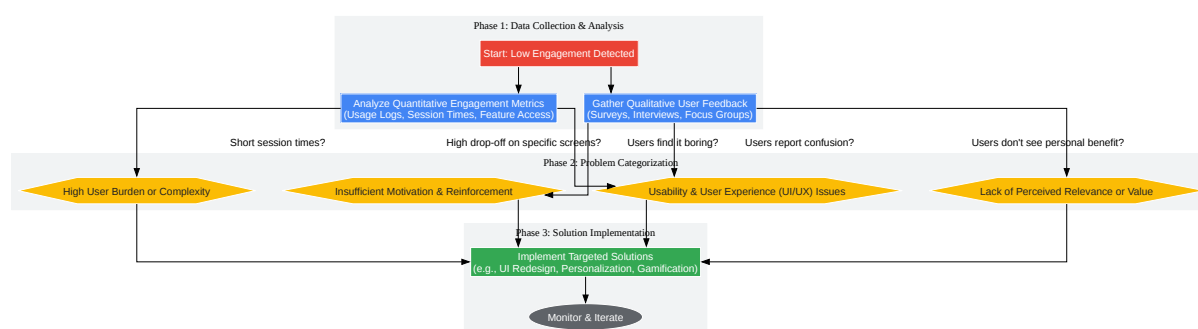 Phase 1: Data Collection & Analysis
Start: Low Engagement Detected
Analyze Quantitative Engagement Metrics
(Usage Logs, Session Times, Feature Access)
Gather Qualitative User Feedback
(Surveys, Interviews, Focus Groups)
Short session times?
High drop-off on specific screens?
Users find it boring?
Users report confusion?
Users don't see personal benefit?
Phase 2: Problem Categorization
High User Burden or Complexity
Insufficient Motivation & Reinforcement
Usability & User Experience (UI/UX) Issues
Lack of Perceived Relevance or Value
Phase 3: Solution Implementation
Implement Targeted Solutions
(e.g., UI Redesign, Personalization, Gamification)
Monitor & Iterate